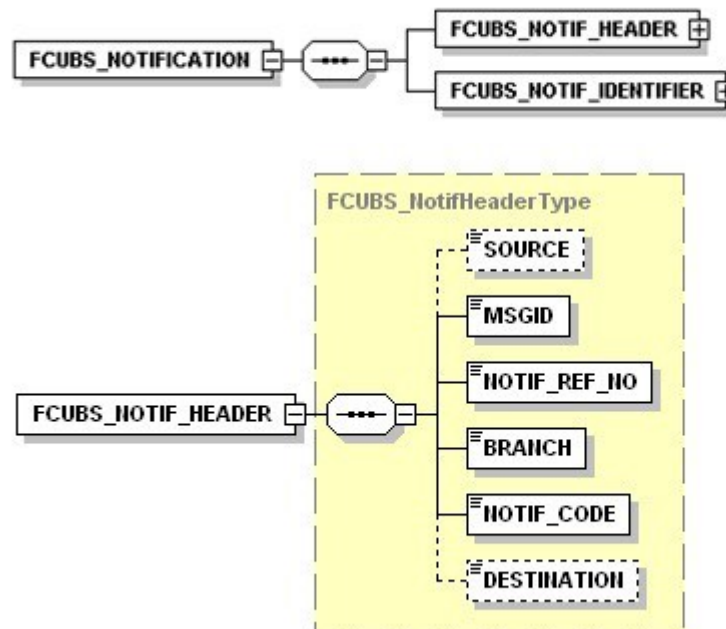 FCUBS_NOTIFICATION
FCUBS_NOTIF_HEADER
FCUBS_NOTIF_IDENTIFIER
FCUBS_NotifHeaderType
SOURCE
MSGID
NOTIF_REF_NO
FCUBS_NOTIF_HEADER
BRANCH
NOTIF_CODE
DESTINATION